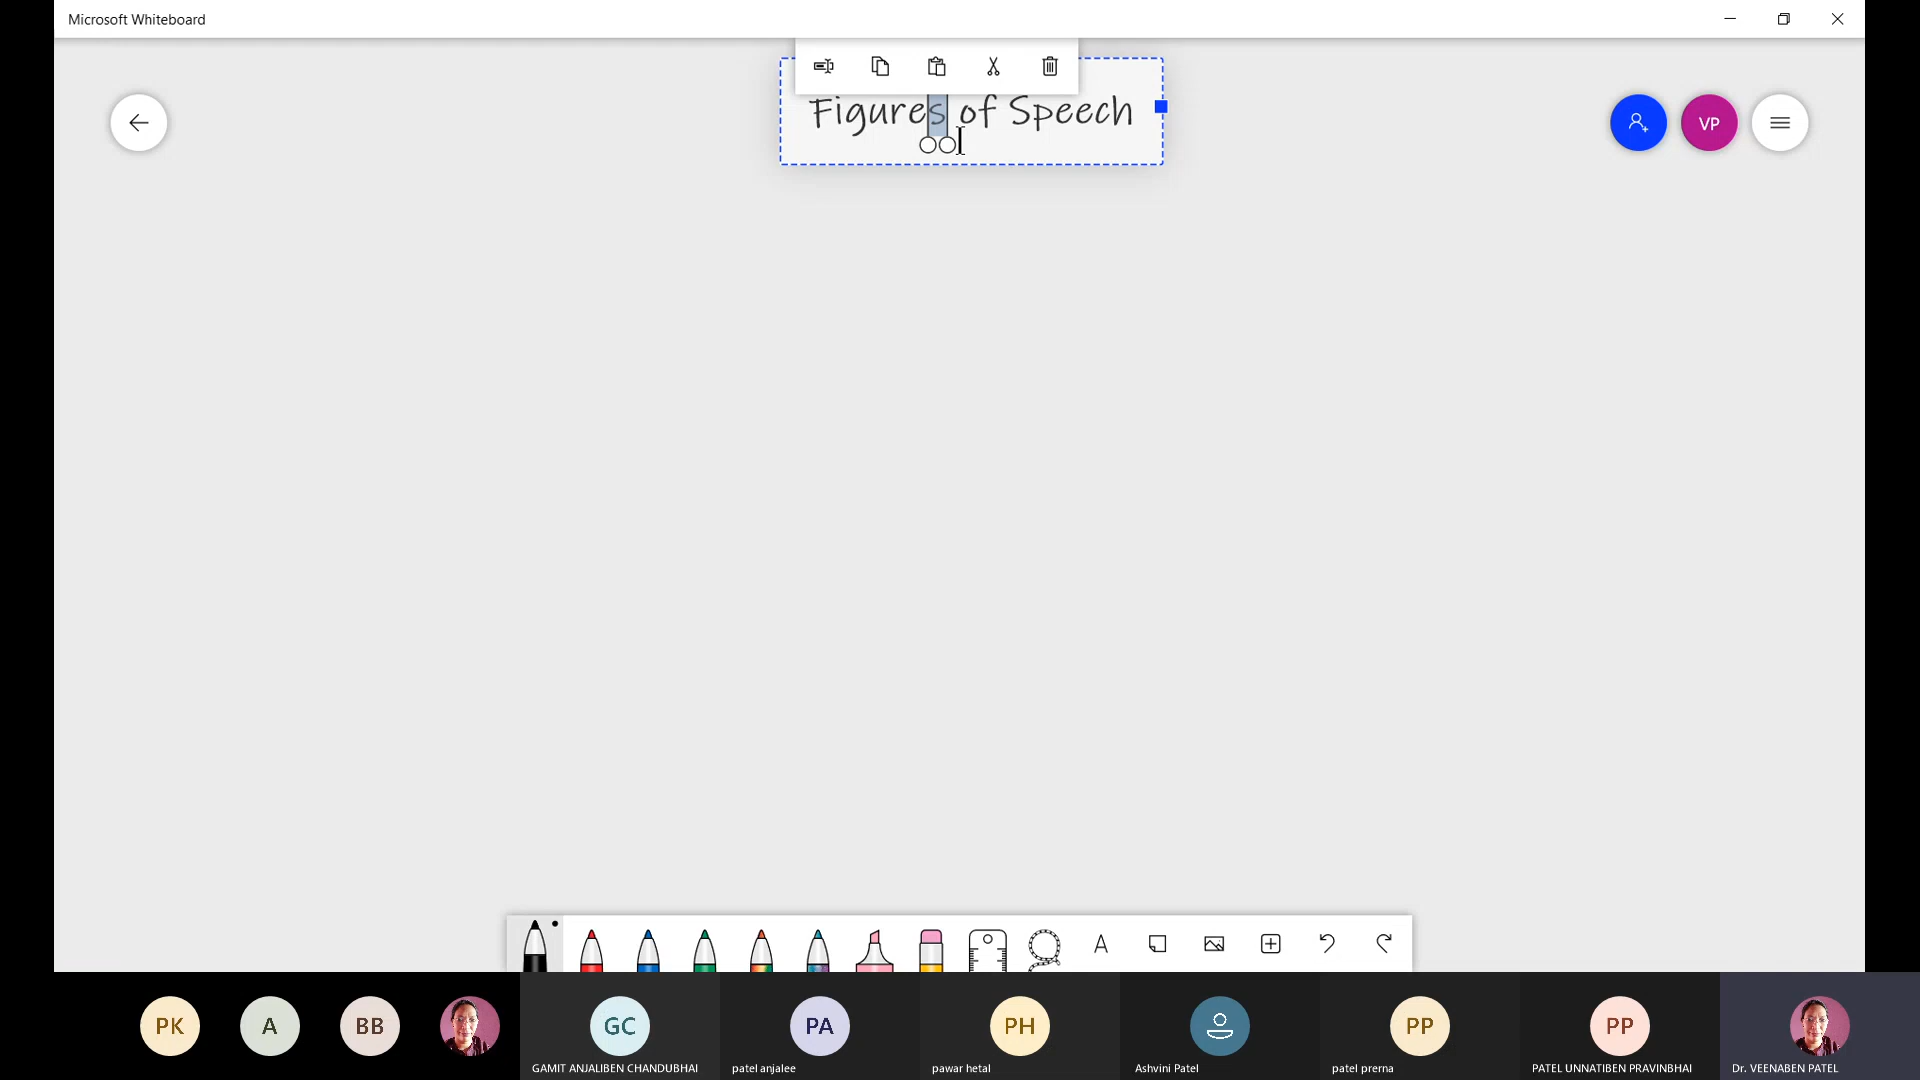 Microsoft Whiteboard
Figures of Speech
VP
PK
A
BB
GC
PA
PH
PP
PP
GAMIT ANJALIBEN CHANDUBHAI
patel anjalee
pawar hetal
Ashvini Patel
patel prerna
PATEL UNNATIBEN PRAVINBHAI
Dr. VEENABEN PATEL